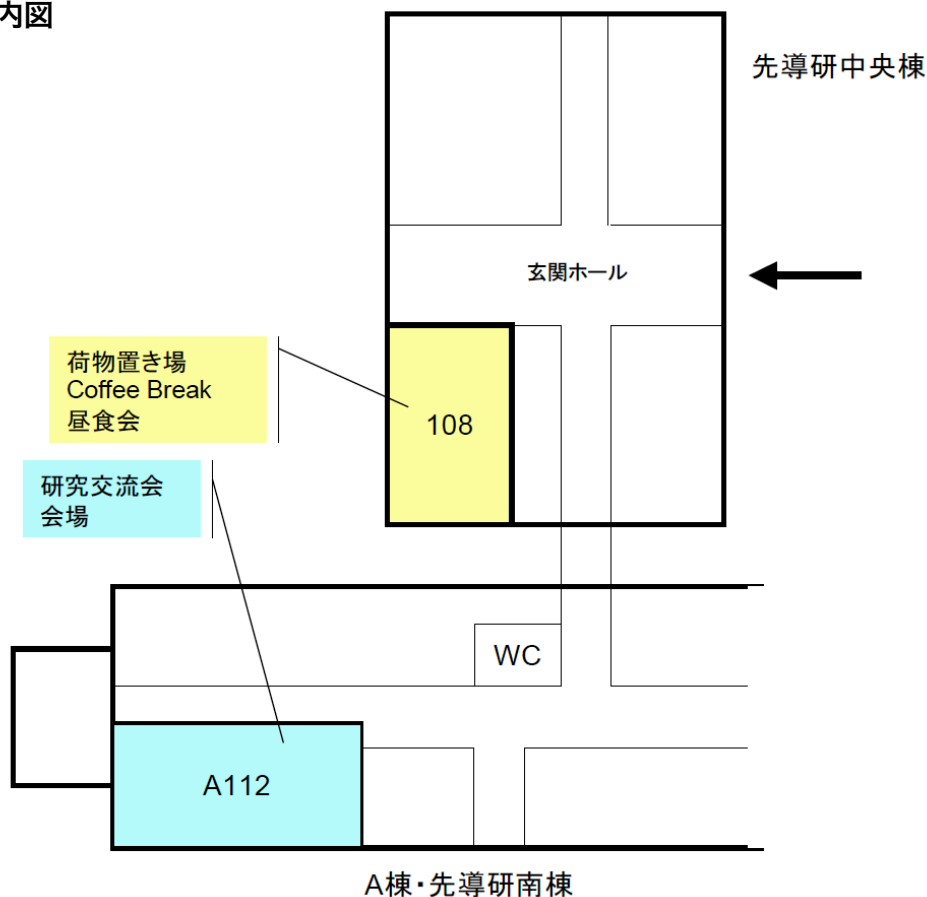 内図
先導研中央棟
玄関ホール
荷物置き場
Coffee Break
昼食会
108
研究交流会
会場
WC
A112
A棟・先導研南棟